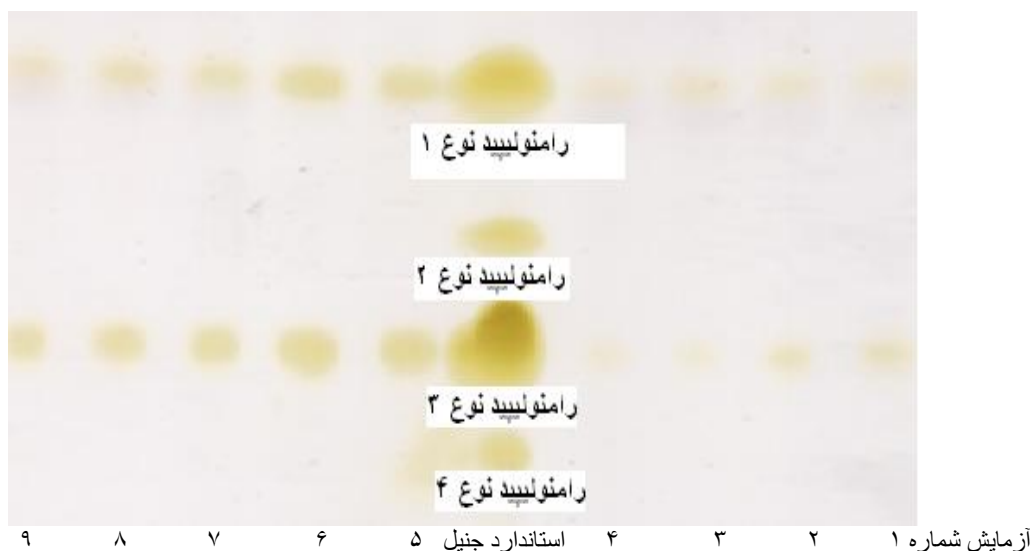 رامنولیپید نوع ۱
رامنولیپید نوع ۲
رامنولیپید نوع ۳
رامنولیپید نوع ۴
آزمایش شماره ۱ ۲ ۳ ۴ استاندارد جنیل ۵ ۶ ۷ ۸ ۹